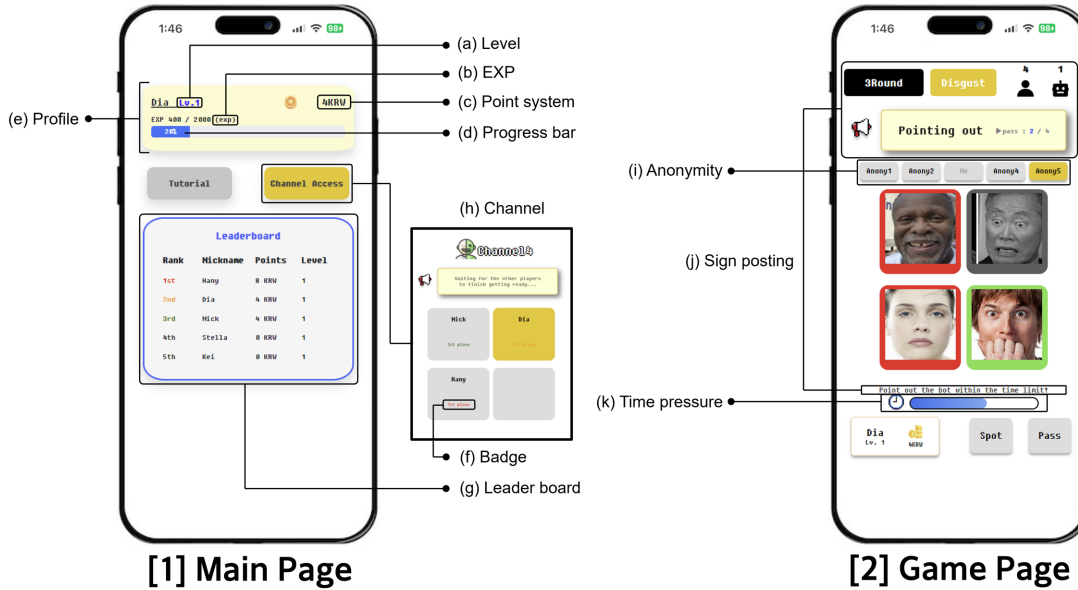 1:46
98
(a) Level
(b) EXP
(c) Point system
(d) Progress bar
(e) Profile
Dia Lv.1
4KRW
EXP 400 / 2000 (exp)
20%
Tutorial
Channel Access
Leaderboard
Rank Nickname Points Level
1st Hany 8 KRW 1
2nd Dia 4 KRW 1
3rd Nick 4 KRW 1
4th Stella 0 KRW 1
5th Kei 0 KRW 1
(h) Channel
Channel4
Waiting for the other players
to finish getting ready...
Nick
Dia
3rd place
Hany
1st place
(f) Badge
(g) Leader board
[1] Main Page
1:46
98
3Round
Disgust
4
1
Pointing out
▶pass : 2 / 4
(i) Anonymity
Anony1 Anony2 Me Anony4 Anony5
(j) Sign posting
Point out the bot within the time limit!
(k) Time pressure
Dia
Lv. 1
4KRW
Spot
Pass
[2] Game Page